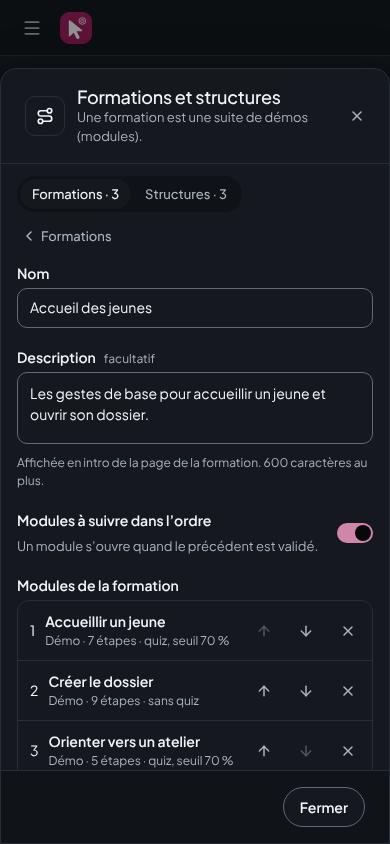 Formations et structures
Une formation est une suite de démos
(modules).
Formations · 3
Structures · 3
Formations
Nom
Accueil des jeunes
Description facultatif
Les gestes de base pour accueillir un jeune et
ouvrir son dossier.
Affichée en intro de la page de la formation. 600 caractères au
plus.
Modules à suivre dans l'ordre
Un module s'ouvre quand le précédent est validé.
Modules de la formation
1 Accueillir un jeune
Démo · 7 étapes · quiz, seuil 70 %
2 Créer le dossier
Démo · 9 étapes · sans quiz
3 Orienter vers un atelier
Démo · 5 étapes · quiz, seuil 70 %
Fermer